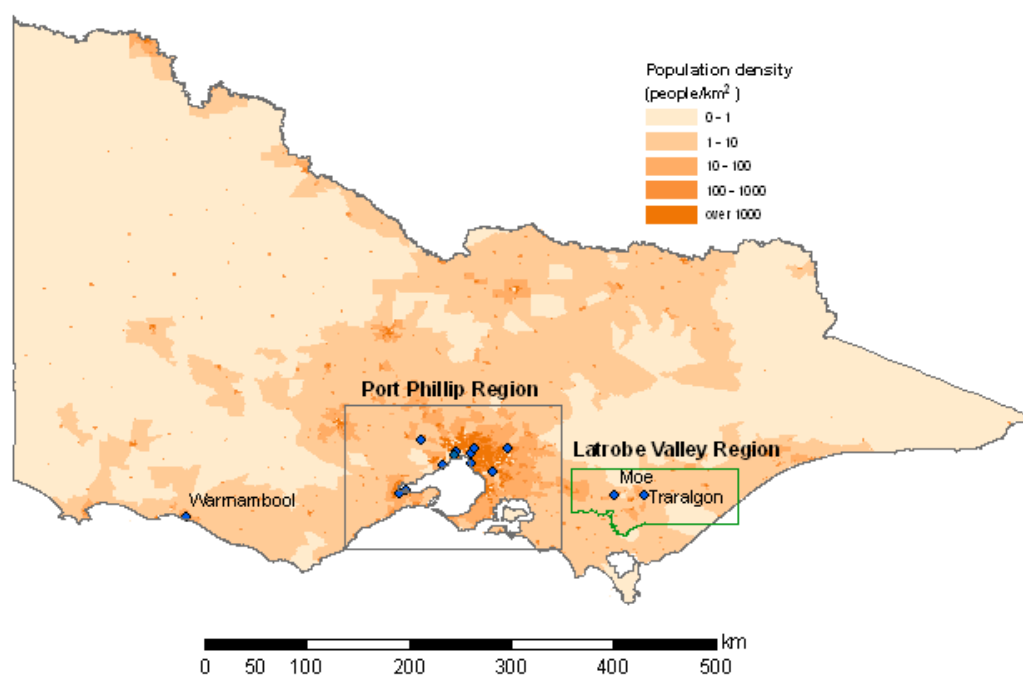 Population density
(people/km²)
0 - 1
1 - 10
10 - 100
100 - 1000
over 1000
Port Phillip Region
Latrobe Valley Region
Moe
Traralgon
Warrnambool
km
0 50 100 200 300 400 500